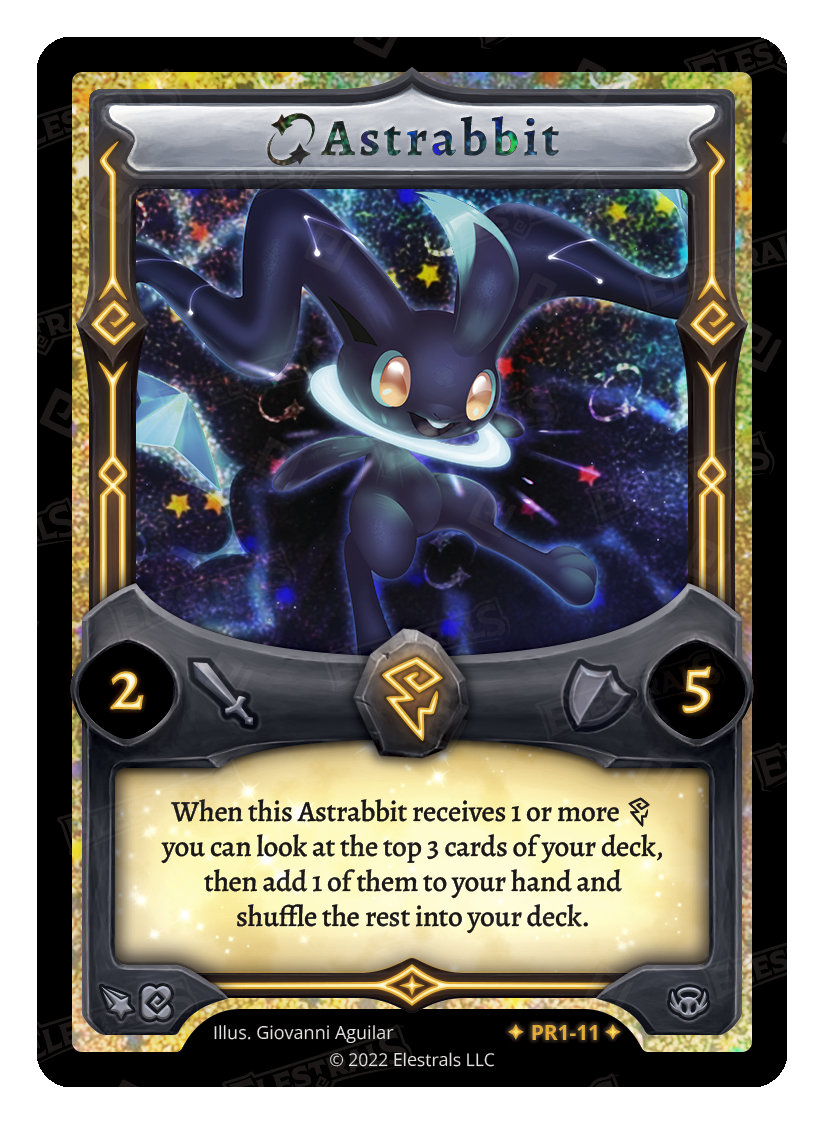 Astrabbit
2
5
When this Astrabbit receives 1 or more
you can look at the top 3 cards of your deck,
then add 1 of them to your hand and
shuffle the rest into your deck.
Illus. Giovanni Aguilar
✦ PR1-11 ✦
© 2022 Elestrals LLC